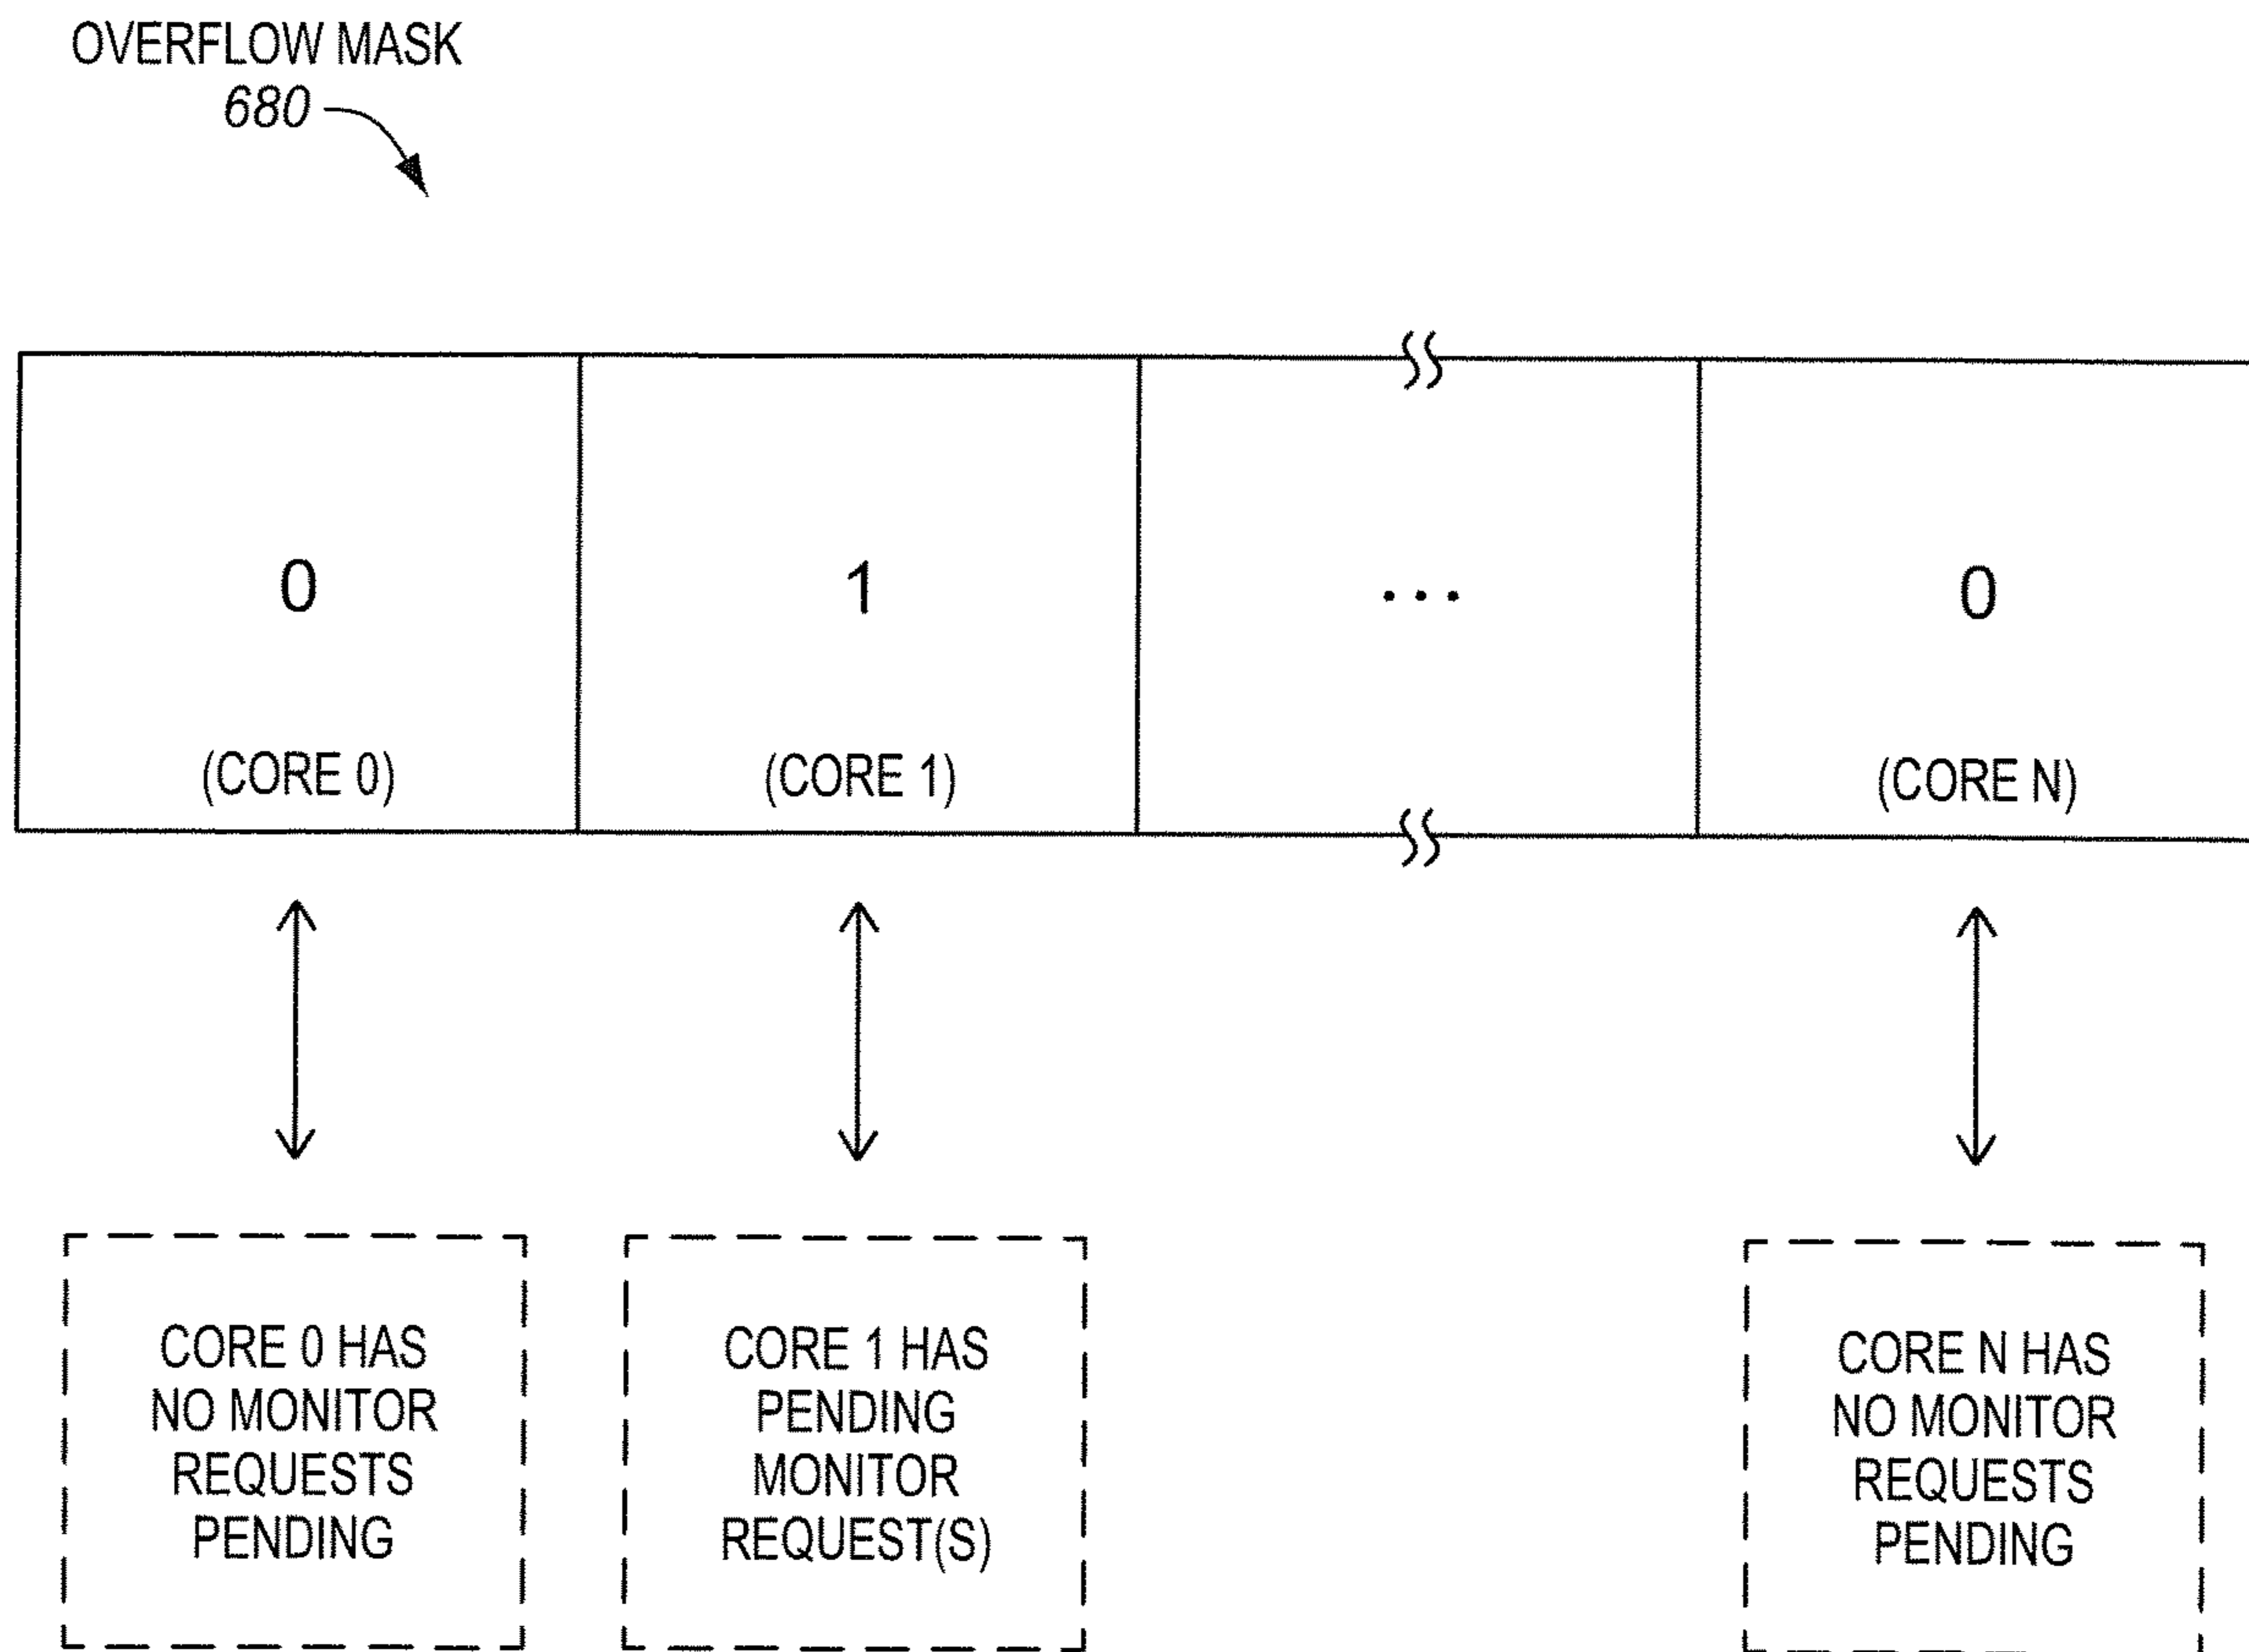 OVERFLOW MASK
680
0
(CORE 0)
1
(CORE 1)
...
0
(CORE N)
CORE 0 HAS
NO MONITOR
REQUESTS
PENDING
CORE 1 HAS
PENDING
MONITOR
REQUEST(S)
CORE N HAS
NO MONITOR
REQUESTS
PENDING